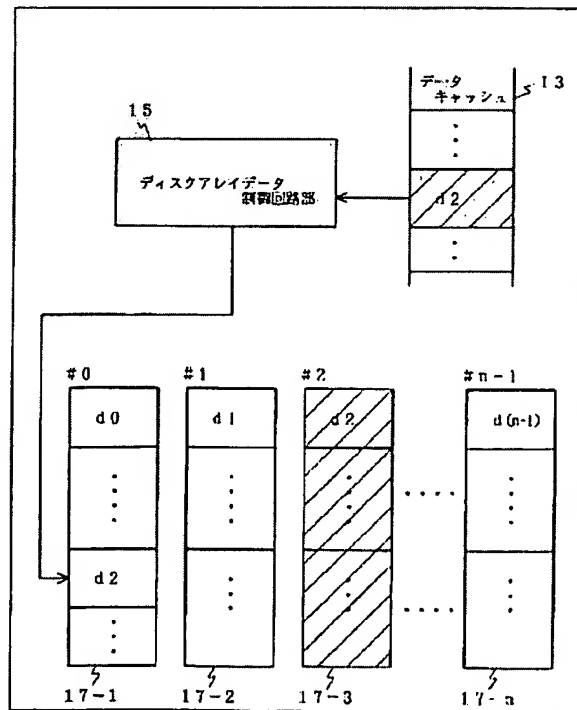 データ
キャッシュ
13
15
ディスクアレイデータ
制御回路部
d2
#0
#1
#2
#n-1
d0
d1
d2
d(n-1)
d2
17-1
17-2
17-3
17-n